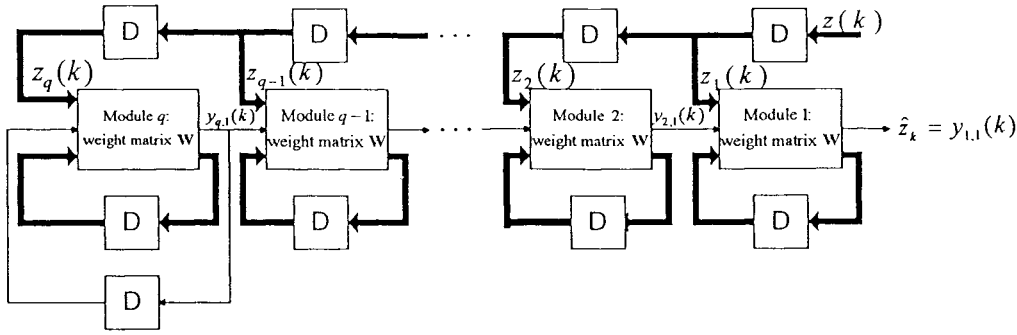 D D ... D D z(k)
z_q(k) z_{q-1}(k) z_2(k) z_1(k)
Module q: y_{q,1}(k) Module q-1: Module 2: y_{2,1}(k) Module 1:
weight matrix W weight matrix W ... weight matrix W weight matrix W ẑ_k = y_{1,1}(k)
D D D D
D